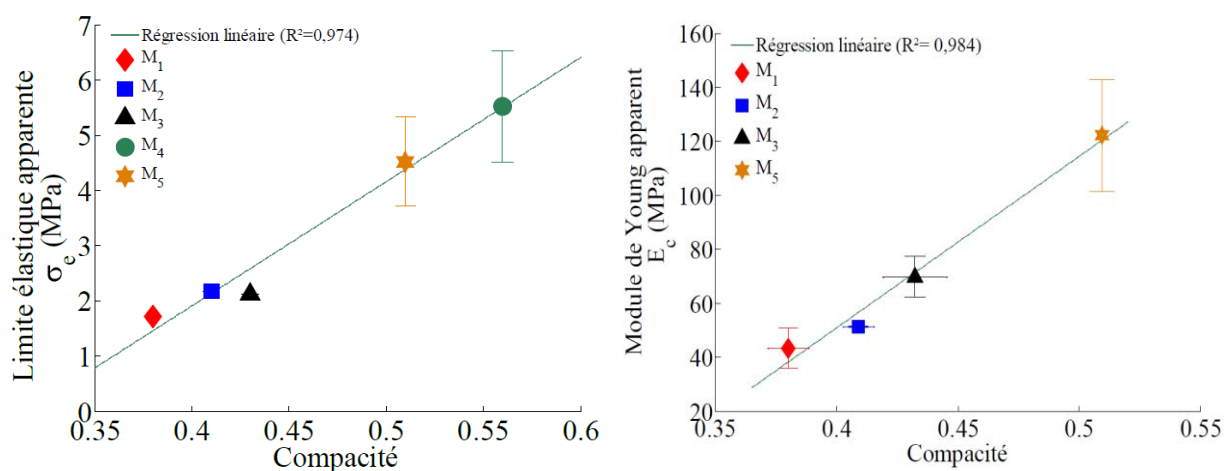 7
6
5
4
3
2
1
0
Limite élastique apparente
σe (MPa)
Régression linéaire (R²=0,974)
M1
M2
M3
M4
M5
0.35
0.4
0.45
0.5
0.55
0.6
Compacité
160
140
120
100
80
60
40
20
Module de Young apparent
Ec (MPa)
Régression linéaire (R²= 0,984)
M1
M2
M3
M5
0.35
0.4
0.45
0.5
0.55
Compacité